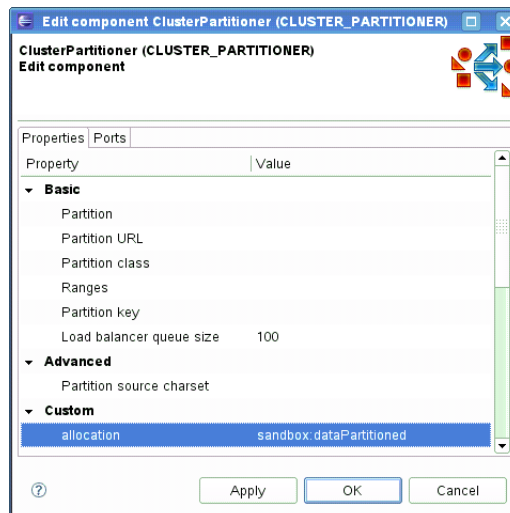 Edit component ClusterPartitioner (CLUSTER_PARTITIONER)
ClusterPartitioner (CLUSTER_PARTITIONER)
Edit component
Properties Ports
Property Value
Basic
Partition
Partition URL
Partition class
Ranges
Partition key
Load balancer queue size 100
Advanced
Partition source charset
Custom
allocation sandbox:dataPartitioned
? Apply OK Cancel